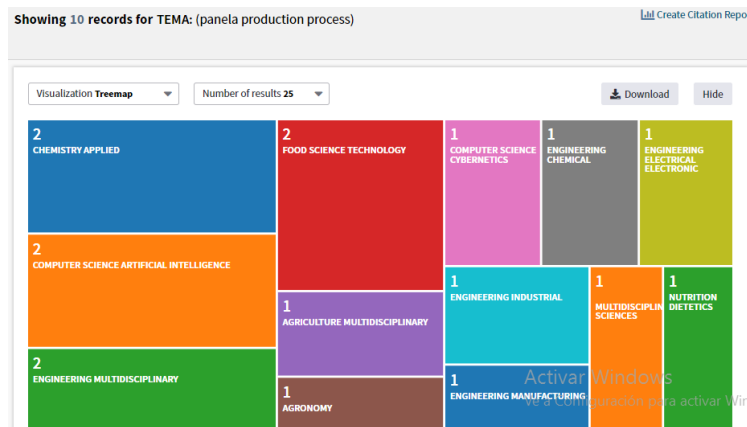 Showing 10 records for TEMA: (panela production process)
Create Citation Repo
Visualization Treemap
Number of results 25
Download
Hide
2
CHEMISTRY APPLIED
2
FOOD SCIENCE TECHNOLOGY
1
COMPUTER SCIENCE
CYBERNETICS
1
ENGINEERING
CHEMICAL
1
ENGINEERING
ELECTRICAL
ELECTRONIC
2
COMPUTER SCIENCE ARTIFICIAL INTELLIGENCE
1
ENGINEERING INDUSTRIAL
1
MULTIDISCIPLIN
SCIENCES
1
NUTRITION
DIETETICS
1
AGRICULTURE MULTIDISCIPLINARY
2
ENGINEERING MULTIDISCIPLINARY
1
ENGINEERING MANUFACTURING
1
AGRONOMY
Activar Windows
Ve a Configuración para activar Win